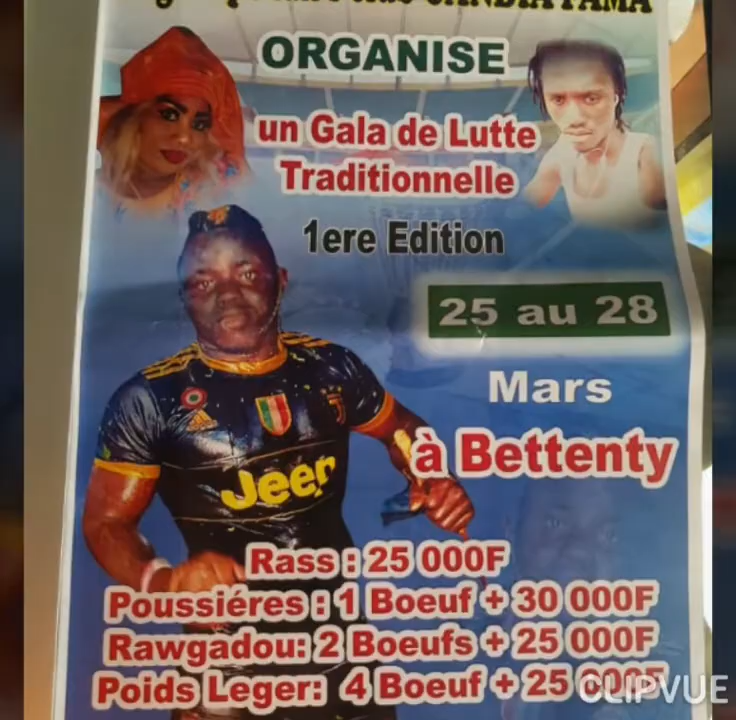 ORGANISE
un Gala de Lutte
Traditionnelle
1ere Edition
25 au 28
Mars
à Bettenty
Jeep
Rass : 25 000F
Poussiéres : 1 Boeuf + 30 000F
Rawgadou: 2 Boeufs + 25 000F
Poids Leger: 4 Boeuf + 25 000F
CLIPVUE